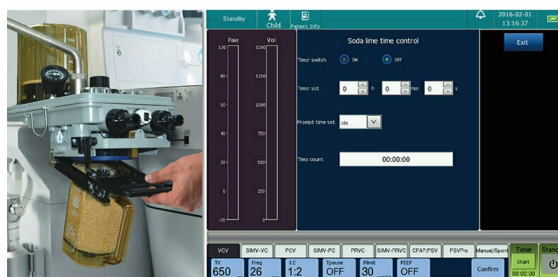 Standby
Child
Patient Info
2016-02-01
13:16:37
Paw
Vol
Soda lime time control
Exit
Timer switch
ON
OFF
Timer set
0 h 0 min 0 s
Prompt time set
Time count
00:00:00
100
80
60
40
20
0
-20
1500
1250
1000
750
500
250
0
VCV
SIMV-VC
PCV
SIMV-PC
PRVC
SIMV-PRVC
CPAP/PSV
PSVPro
Manual/Spont
Timer
TV
650
Freq
26
I:E
1:2
Tpause
OFF
Plimit
30
PEEP
OFF
Confirm
Start
00:00:00